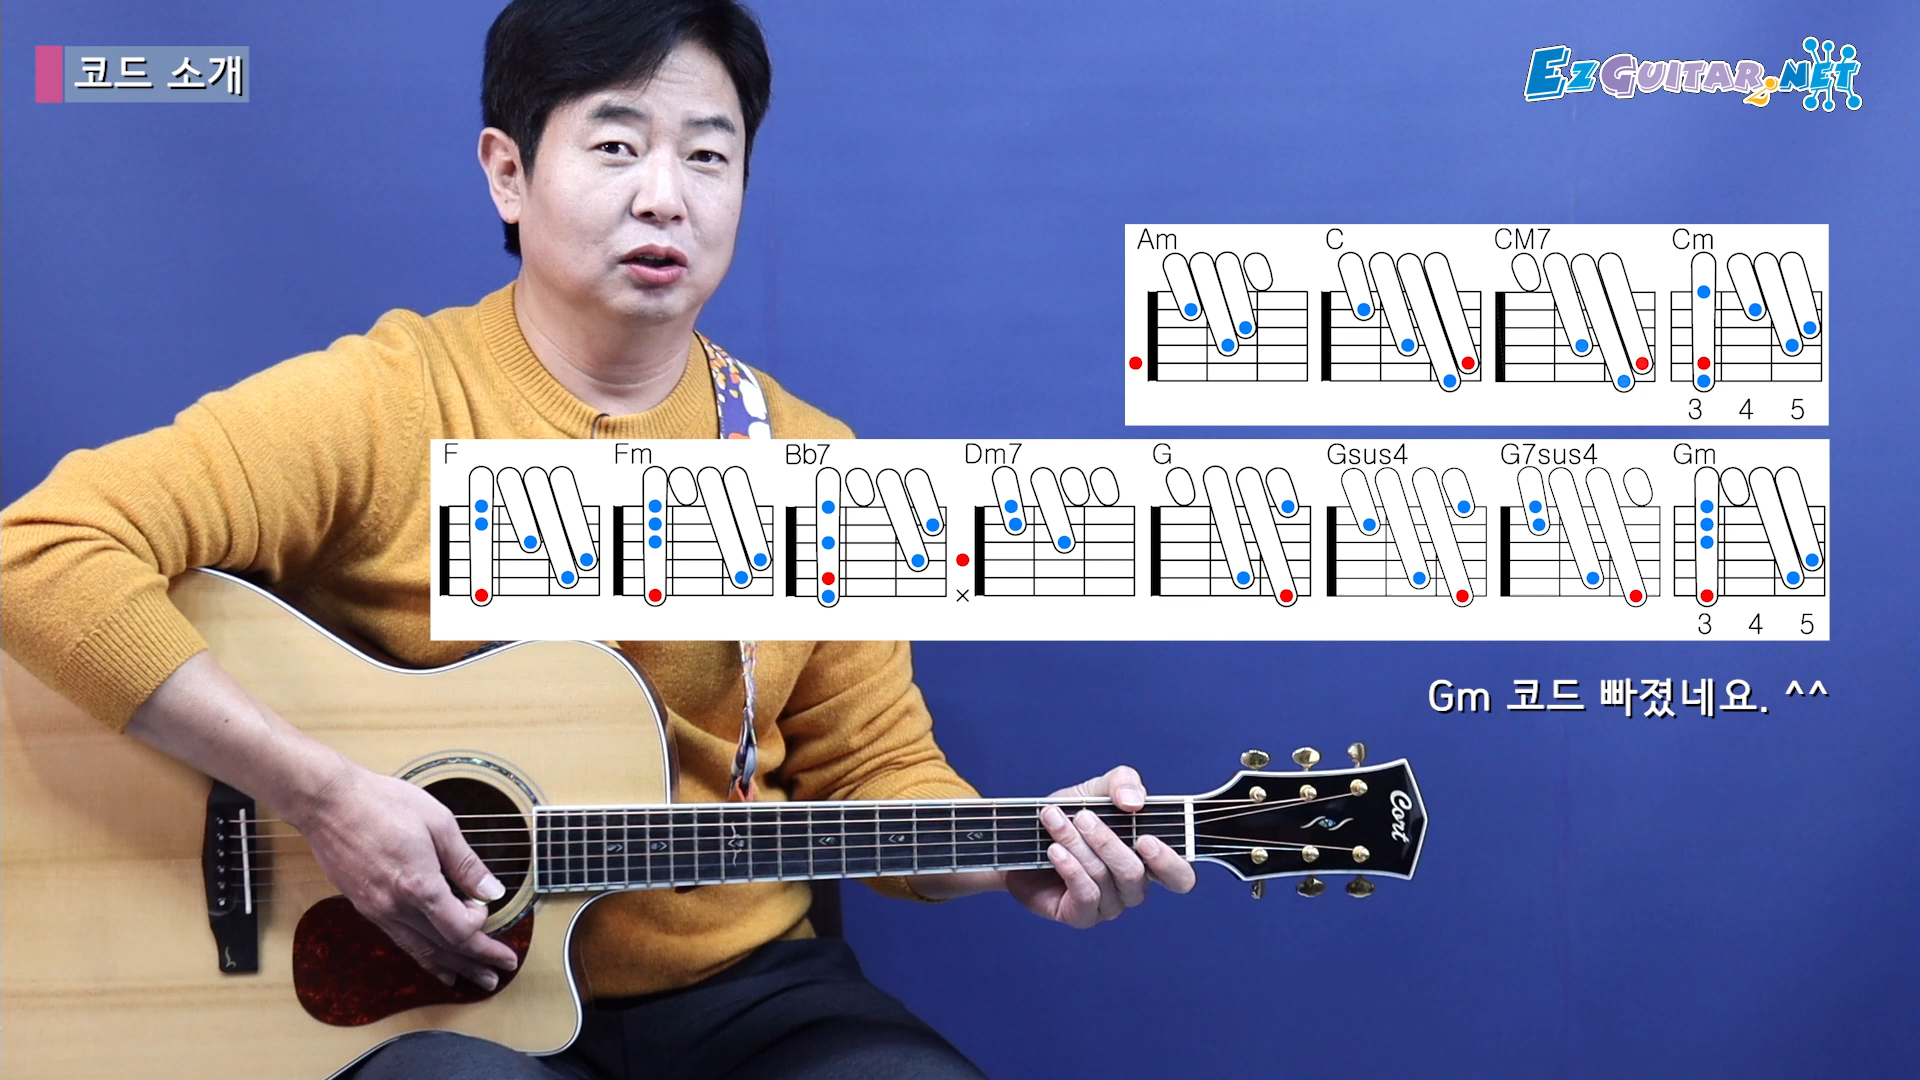 코드 소개
EZGUITAR2.NET
Am C CM7 Cm
3 4 5
F Fm Bb7 Dm7 G Gsus4 G7sus4 Gm
×
3 4 5
Gm 코드 빠졌네요. ^^
Cort